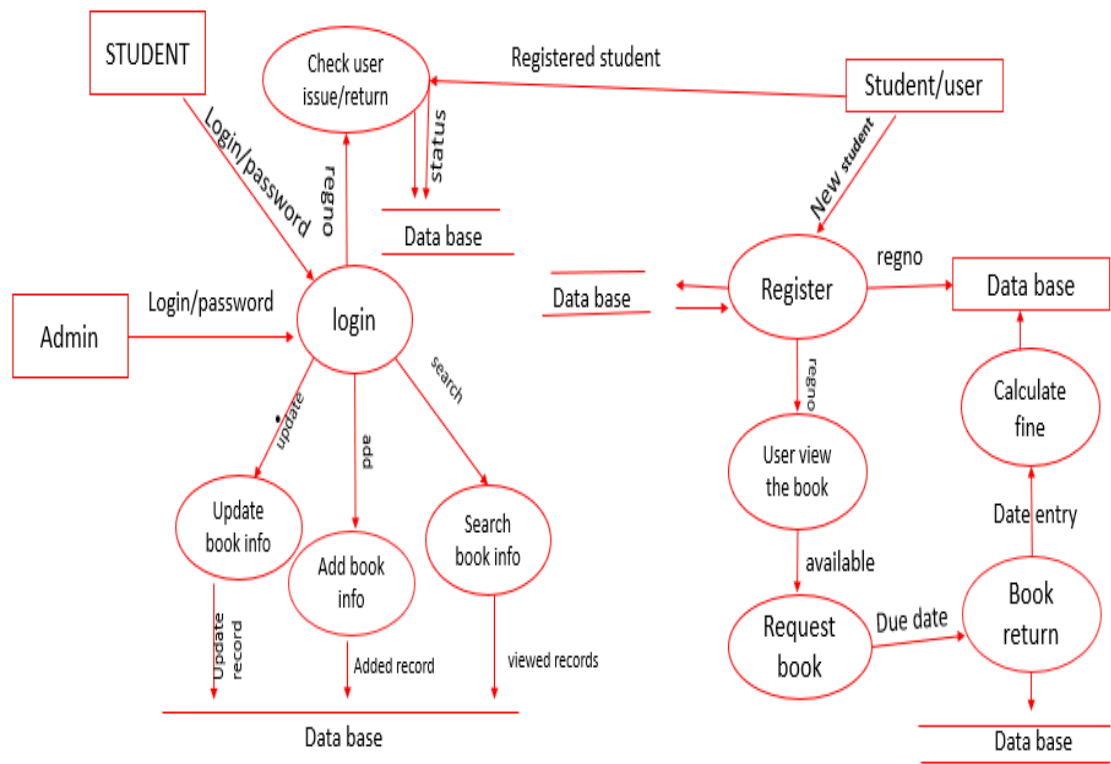 STUDENT
Check user
issue/return
Registered student
Student/user
Login/password
regno
status
New student
Data base
regno
Data base
Register
Data base
Login/password
Admin
login
search
update
add
regno
Calculate
fine
User view
the book
Update
book info
Search
book info
Date entry
Add book
info
available
Book
return
Request
book
Due date
Update
record
Added record
viewed records
Data base
Data base